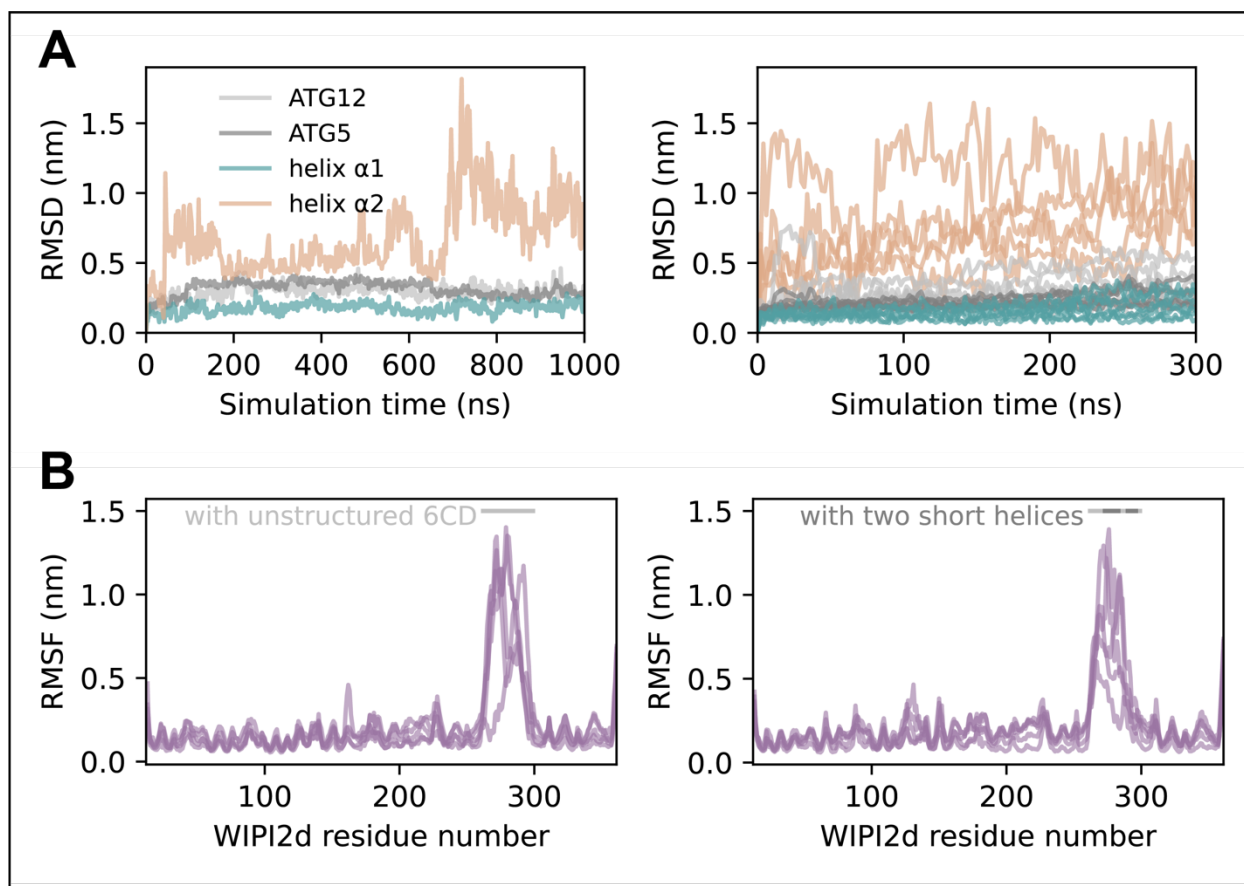 A
RMSD (nm)
1.5
1.0
0.5
0.0
ATG12
ATG5
helix α1
helix α2
0 200 400 600 800 1000
Simulation time (ns)
RMSD (nm)
1.5
1.0
0.5
0.0
0 100 200 300
Simulation time (ns)
B
RMSF (nm)
1.5
1.0
0.5
0.0
with unstructured 6CD
100 200 300
WIPI2d residue number
RMSF (nm)
1.5
1.0
0.5
0.0
with two short helices
100 200 300
WIPI2d residue number